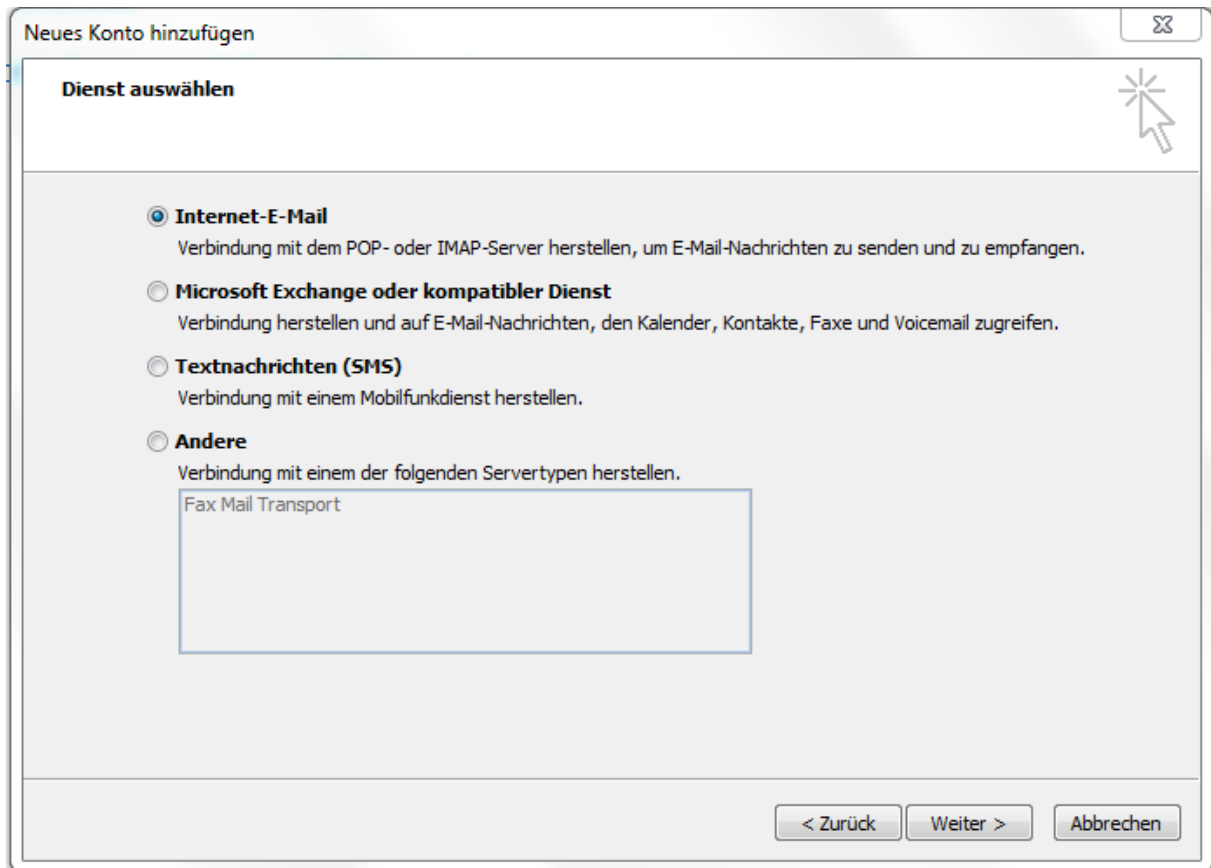 Neues Konto hinzufügen
Dienst auswählen
Internet-E-Mail
Verbindung mit dem POP- oder IMAP-Server herstellen, um E-Mail-Nachrichten zu senden und zu empfangen.
Microsoft Exchange oder kompatibler Dienst
Verbindung herstellen und auf E-Mail-Nachrichten, den Kalender, Kontakte, Faxe und Voicemail zugreifen.
Textnachrichten (SMS)
Verbindung mit einem Mobilfunkdienst herstellen.
Andere
Verbindung mit einem der folgenden Servertypen herstellen.
Fax Mail Transport
< Zurück Weiter > Abbrechen